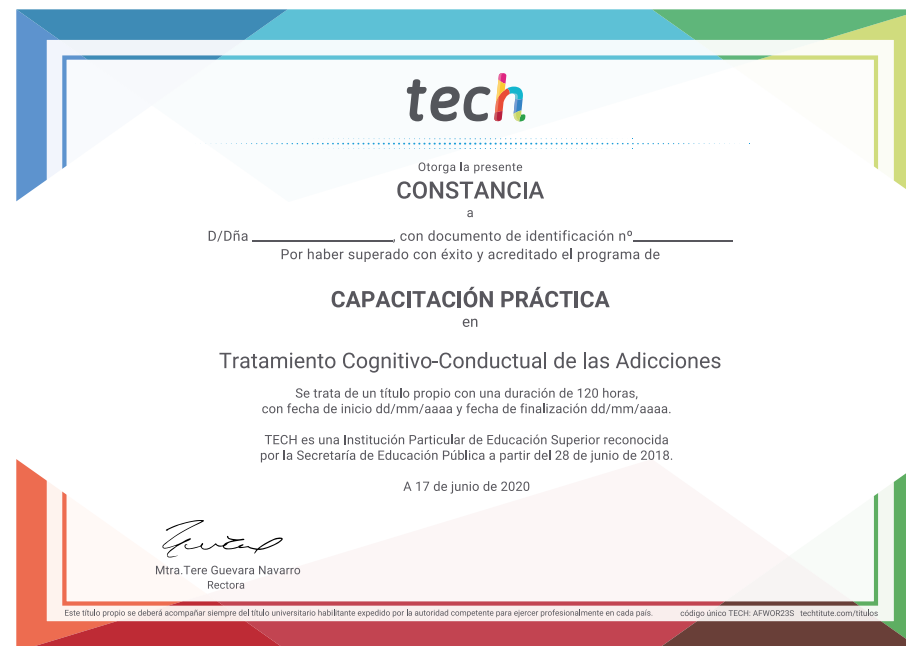 tech
Otorga la presente
CONSTANCIA
a
D/Dña ________________, con documento de identificación nº____________
Por haber superado con éxito y acreditado el programa de
CAPACITACIÓN PRÁCTICA
en
Tratamiento Cognitivo-Conductual de las Adicciones
Se trata de un título propio con una duración de 120 horas,
con fecha de inicio dd/mm/aaaa y fecha de finalización dd/mm/aaaa.
TECH es una Institución Particular de Educación Superior reconocida
por la Secretaría de Educación Pública a partir del 28 de junio de 2018.
A 17 de junio de 2020
Mtra.Tere Guevara Navarro
Rectora
Este título propio se deberá acompañar siempre del título universitario habilitante expedido por la autoridad competente para ejercer profesionalmente en cada país. código único TECH: AFWOR23S techtitute.com/titulos